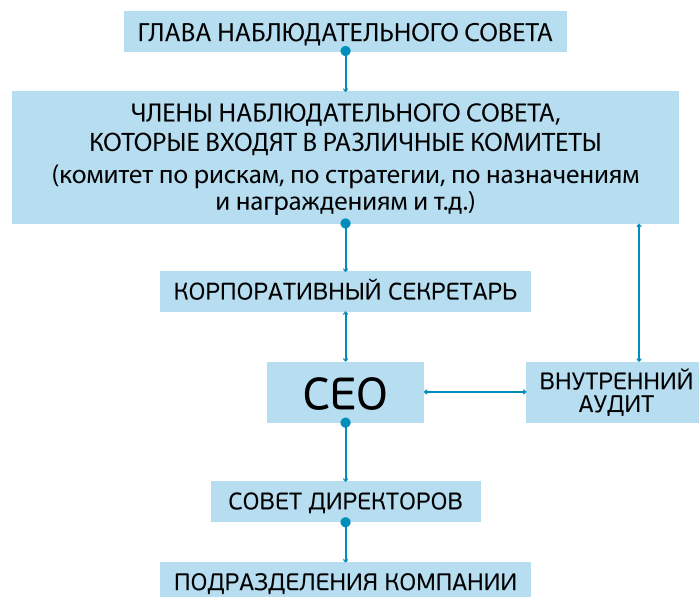 ГЛАВА НАБЛЮДАТЕЛЬНОГО СОВЕТА
ЧЛЕНЫ НАБЛЮДАТЕЛЬНОГО СОВЕТА,
КОТОРЫЕ ВХОДЯТ В РАЗЛИЧНЫЕ КОМИТЕТЫ
(комитет по рискам, по стратегии, по назначениям
и награждениям и т.д.)
КОРПОРАТИВНЫЙ СЕКРЕТАРЬ
CEO
ВНУТРЕННИЙ
АУДИТ
СОВЕТ ДИРЕКТОРОВ
ПОДРАЗДЕЛЕНИЯ КОМПАНИИ